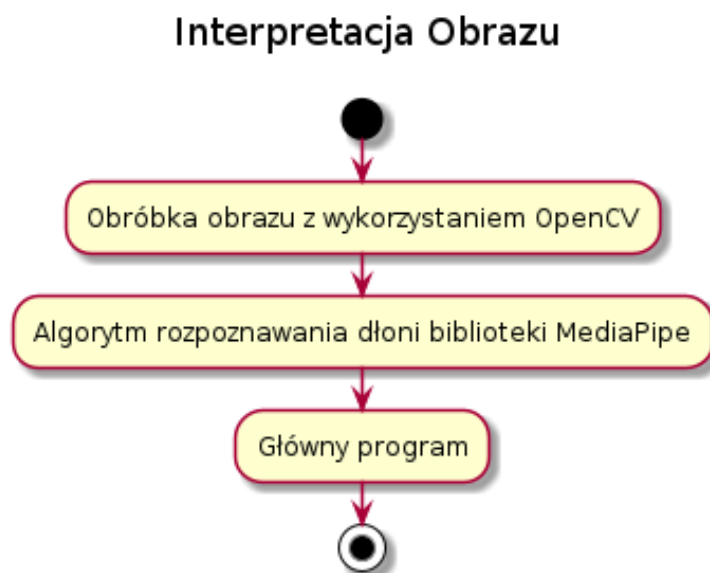 Interpretacja Obrazu
Obróbka obrazu z wykorzystaniem OpenCV
Algorytm rozpoznawania dłoni biblioteki MediaPipe
Główny program